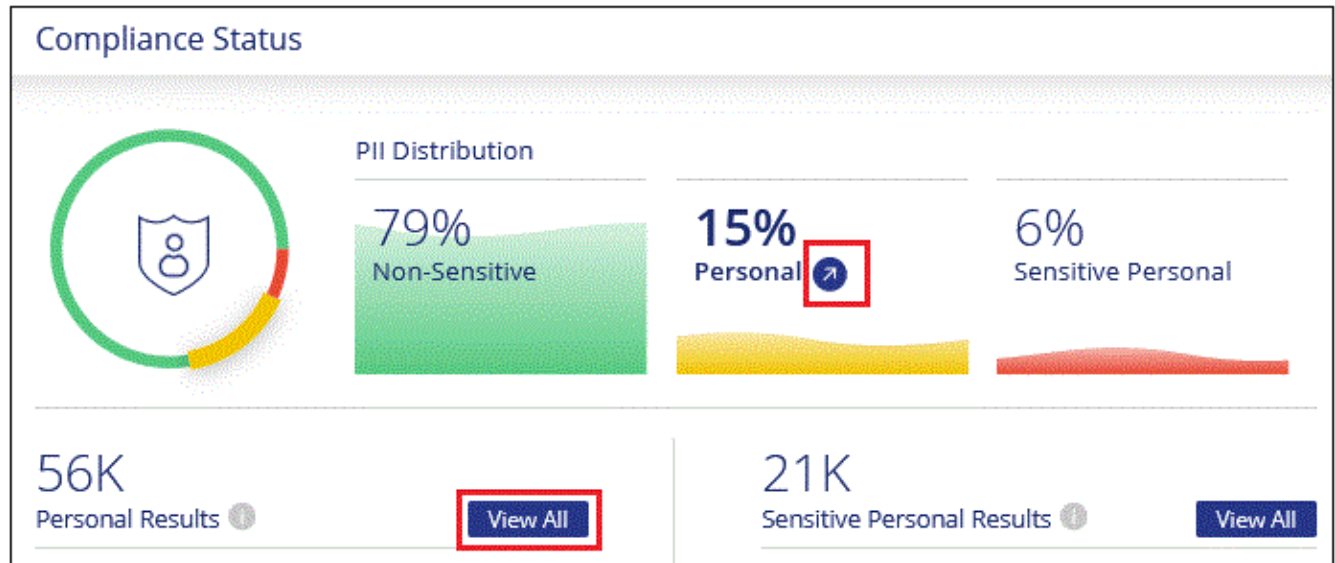 Compliance Status
PII Distribution
79%
Non-Sensitive
15%
Personal
6%
Sensitive Personal
56K
Personal Results
View All
21K
Sensitive Personal Results
View All